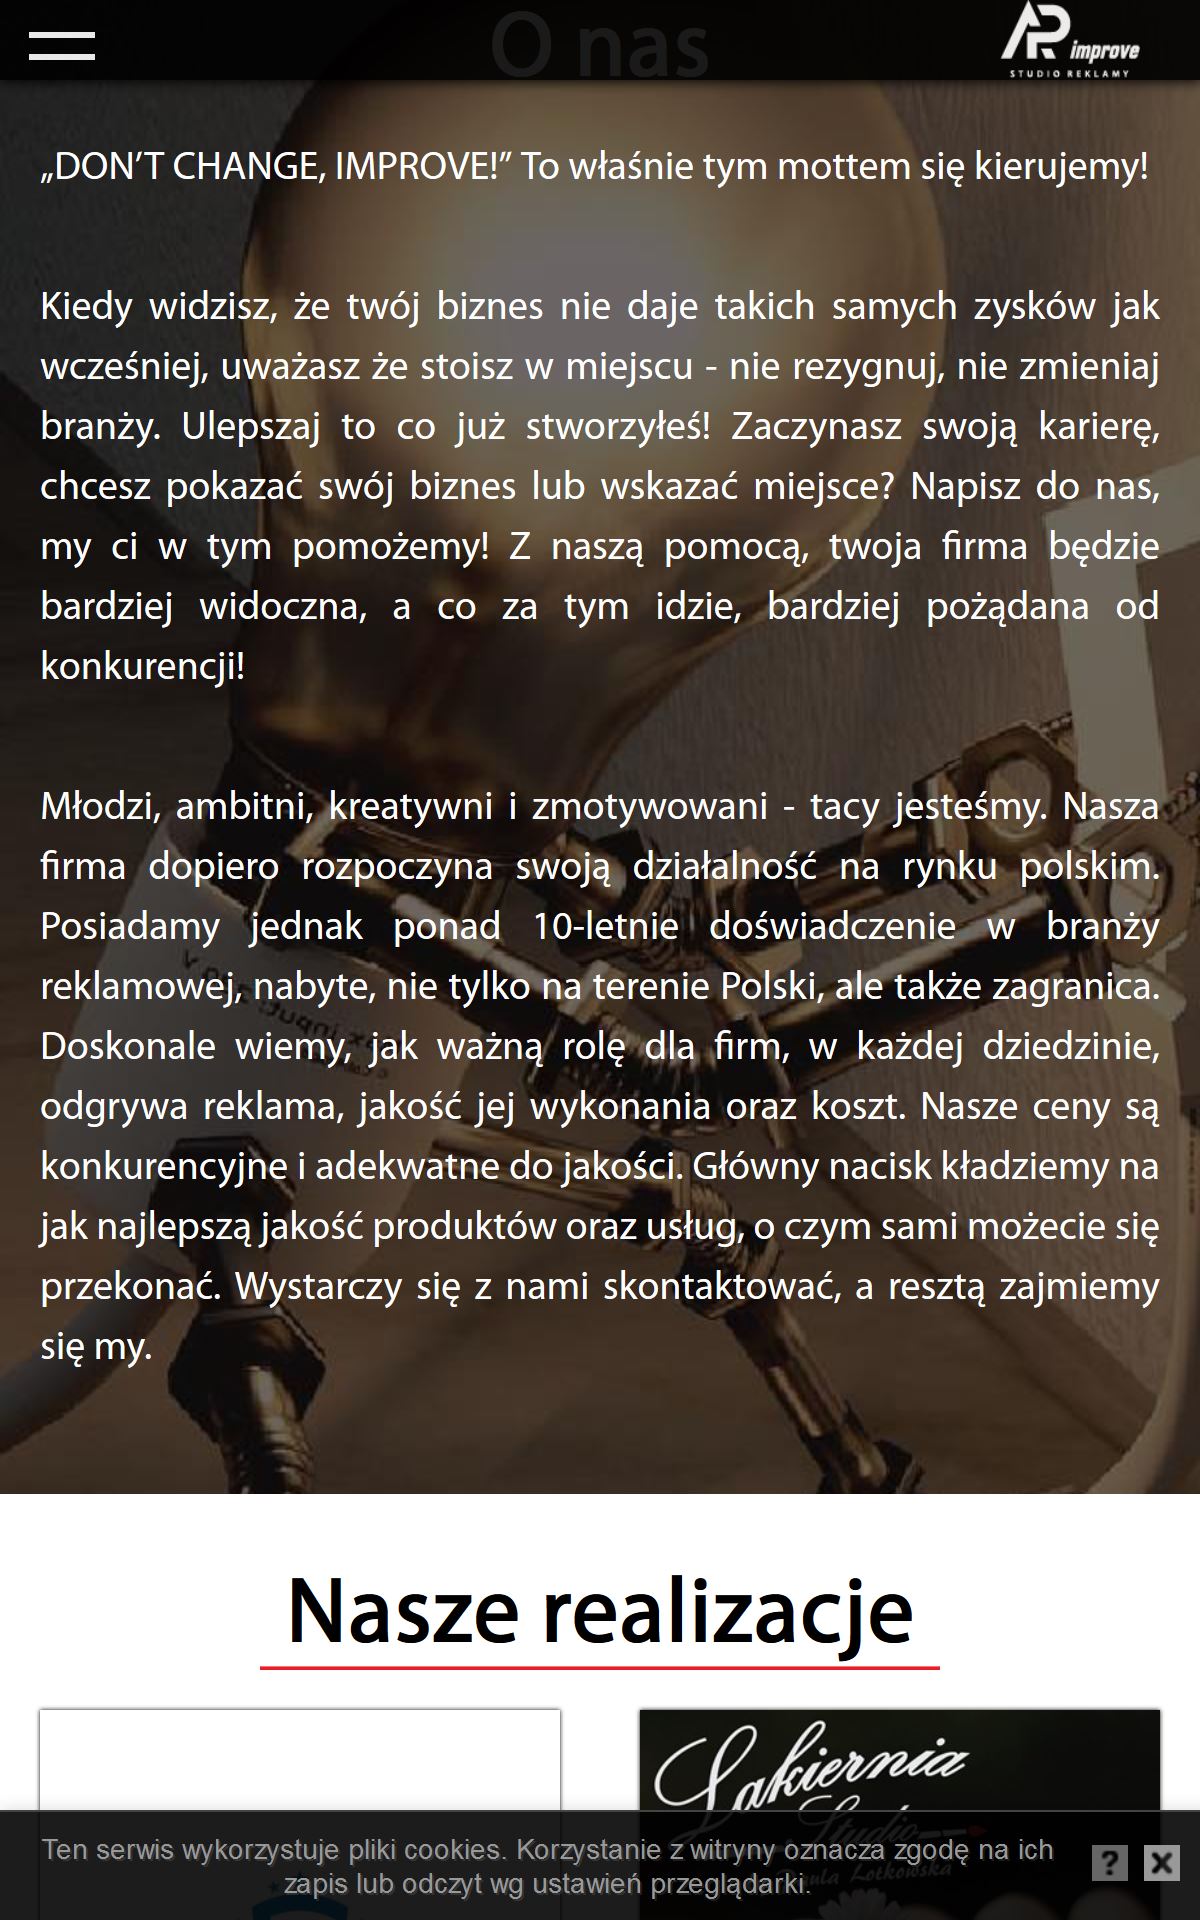 O nas
AP improve
STUDIO REKLAMY
„DON’T CHANGE, IMPROVE!” To właśnie tym mottem się kierujemy!
Kiedy widzisz, że twój biznes nie daje takich samych zysków jak
wcześniej, uważasz że stoisz w miejscu - nie rezygnuj, nie zmieniaj
branży. Ulepszaj to co już stworzyłeś! Zaczynasz swoją karierę,
chcesz pokazać swój biznes lub wskazać miejsce? Napisz do nas,
my ci w tym pomożemy! Z naszą pomocą, twoja firma będzie
bardziej widoczna, a co za tym idzie, bardziej pożądana od
konkurencji!
Młodzi, ambitni, kreatywni i zmotywowani - tacy jesteśmy. Nasza
firma dopiero rozpoczyna swoją działalność na rynku polskim.
Posiadamy jednak ponad 10-letnie doświadczenie w branży
reklamowej, nabyte, nie tylko na terenie Polski, ale także zagranica.
Doskonale wiemy, jak ważną rolę dla firm, w każdej dziedzinie,
odgrywa reklama, jakość jej wykonania oraz koszt. Nasze ceny są
konkurencyjne i adekwatne do jakości. Główny nacisk kładziemy na
jak najlepszą jakość produktów oraz usług, o czym sami możecie się
przekonać. Wystarczy się z nami skontaktować, a resztą zajmiemy
się my.
Nasze realizacje
Lakiernia
Studio
Paula Lotkowska
Ten serwis wykorzystuje pliki cookies. Korzystanie z witryny oznacza zgodę na ich
zapis lub odczyt wg ustawień przeglądarki.
?